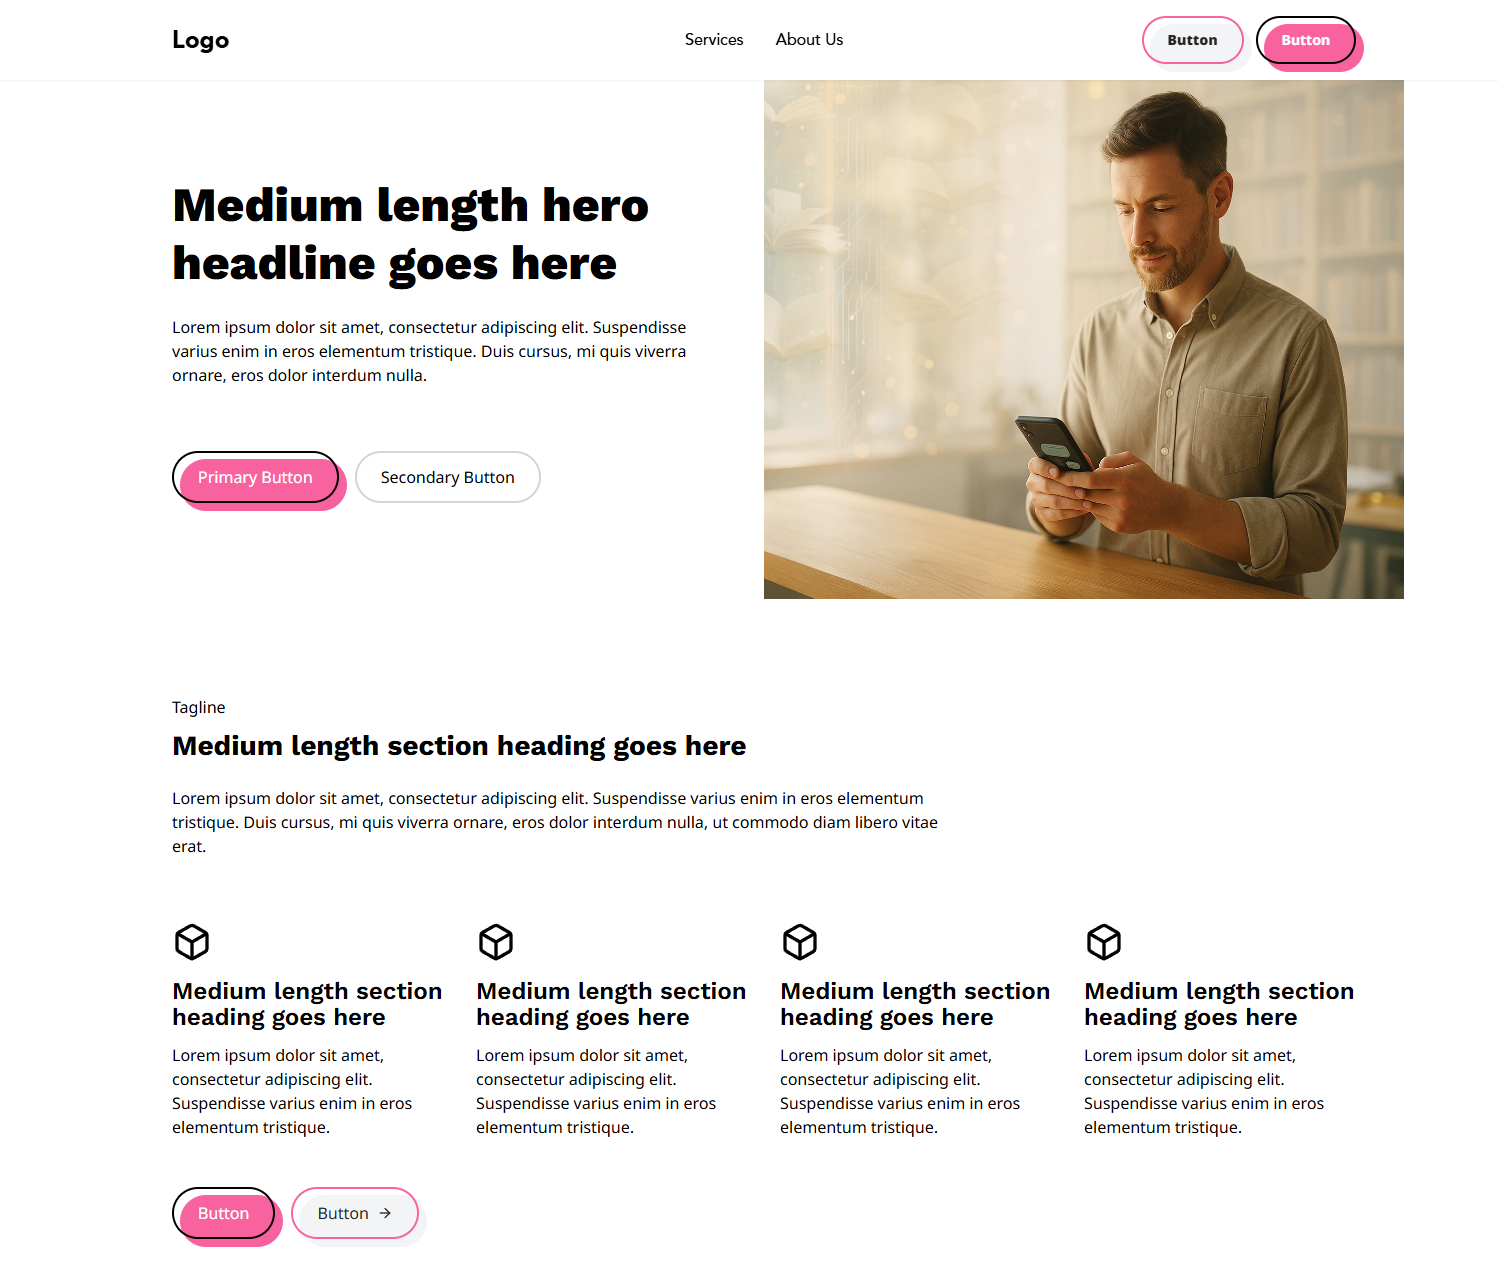 Logo
Services
About Us
Button
Button
Medium length hero
headline goes here
Lorem ipsum dolor sit amet, consectetur adipiscing elit. Suspendisse
varius enim in eros elementum tristique. Duis cursus, mi quis viverra
ornare, eros dolor interdum nulla.
Primary Button
Secondary Button
Tagline
Medium length section heading goes here
Lorem ipsum dolor sit amet, consectetur adipiscing elit. Suspendisse varius enim in eros elementum
tristique. Duis cursus, mi quis viverra ornare, eros dolor interdum nulla, ut commodo diam libero vitae
erat.
Medium length section
heading goes here
Lorem ipsum dolor sit amet,
consectetur adipiscing elit.
Suspendisse varius enim in eros
elementum tristique.
Medium length section
heading goes here
Lorem ipsum dolor sit amet,
consectetur adipiscing elit.
Suspendisse varius enim in eros
elementum tristique.
Medium length section
heading goes here
Lorem ipsum dolor sit amet,
consectetur adipiscing elit.
Suspendisse varius enim in eros
elementum tristique.
Medium length section
heading goes here
Lorem ipsum dolor sit amet,
consectetur adipiscing elit.
Suspendisse varius enim in eros
elementum tristique.
Button
Button →